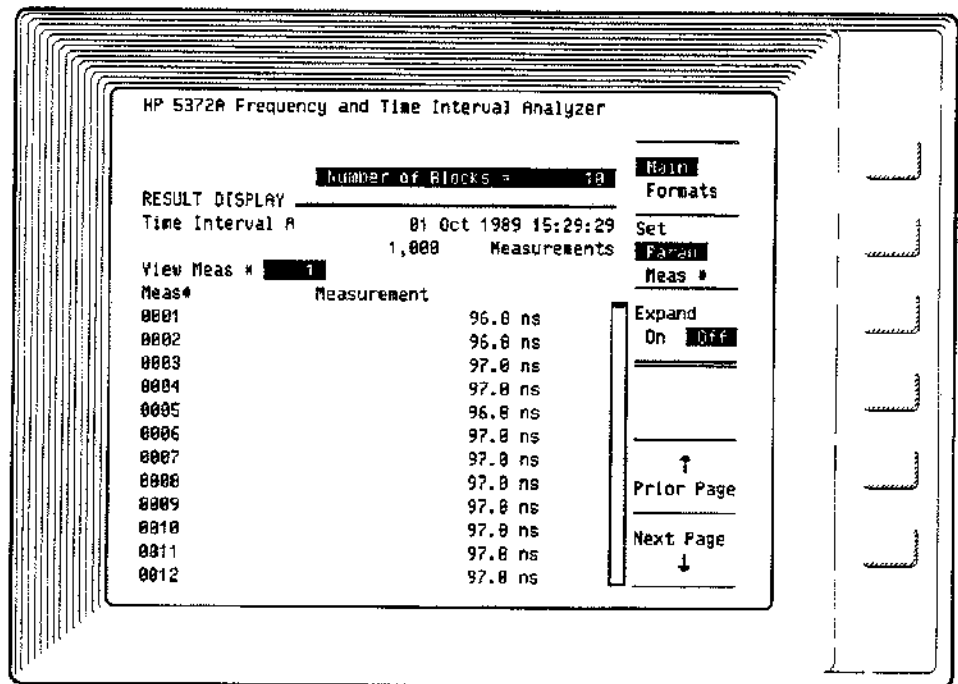 HP 5372A Frequency and Time Interval Analyzer
Number of Blocks = 10
RESULT DISPLAY
Time Interval A 01 Oct 1989 15:29:29
1,000 Measurements
View Meas # 1
Meas# Measurement
0001 96.8 ns
0002 96.8 ns
0003 97.0 ns
0004 97.0 ns
0005 96.8 ns
0006 97.0 ns
0007 97.0 ns
0008 97.0 ns
0009 97.0 ns
0010 97.0 ns
0011 97.0 ns
0012 97.0 ns
Main
Formats
Set
Param
Meas #
Expand
On Off
↑
Prior Page
Next Page
↓